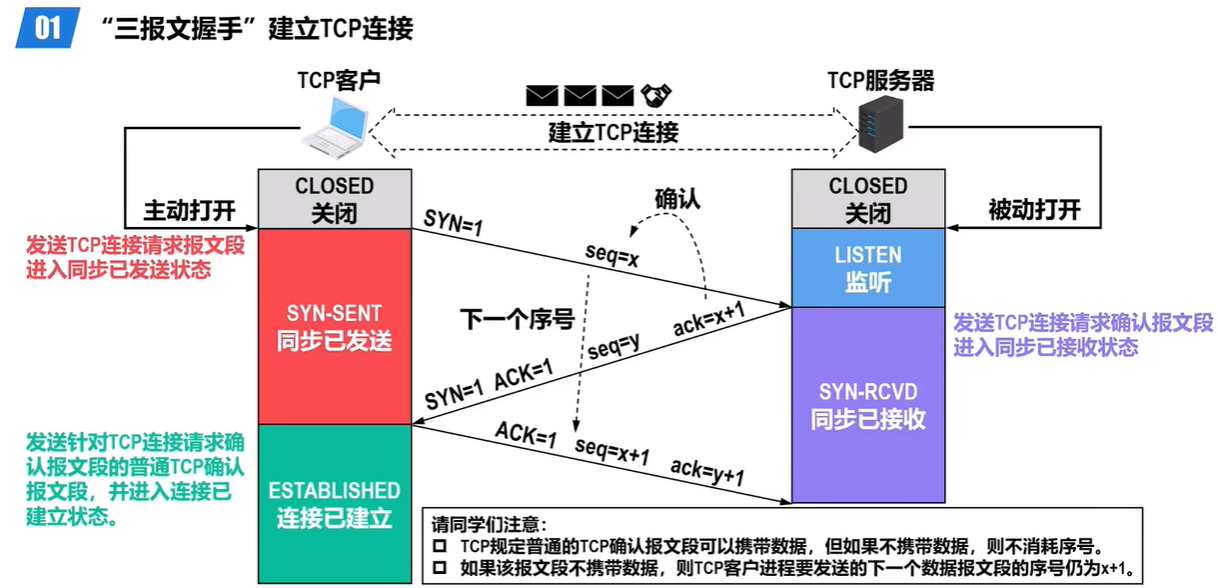 01 “三报文握手”建立TCP连接
TCP客户
TCP服务器
建立TCP连接
主动打开
被动打开
CLOSED
关闭
CLOSED
关闭
发送TCP连接请求报文段
进入同步已发送状态
SYN=1
seq=x
确认
LISTEN
监听
SYN-SENT
同步已发送
下一个序号
ack=x+1
seq=y
SYN=1 ACK=1
发送TCP连接请求确认报文段
进入同步已接收状态
SYN-RCVD
同步已接收
发送针对TCP连接请求确
认报文段的普通TCP确认
报文段，并进入连接已
建立状态。
ACK=1 seq=x+1 ack=y+1
ESTABLISHED
连接已建立
请同学们注意：
TCP规定普通的TCP确认报文段可以携带数据，但如果不携带数据，则不消耗序号。
如果该报文段不携带数据，则TCP客户进程要发送的下一个数据报文段的序号仍为x+1。